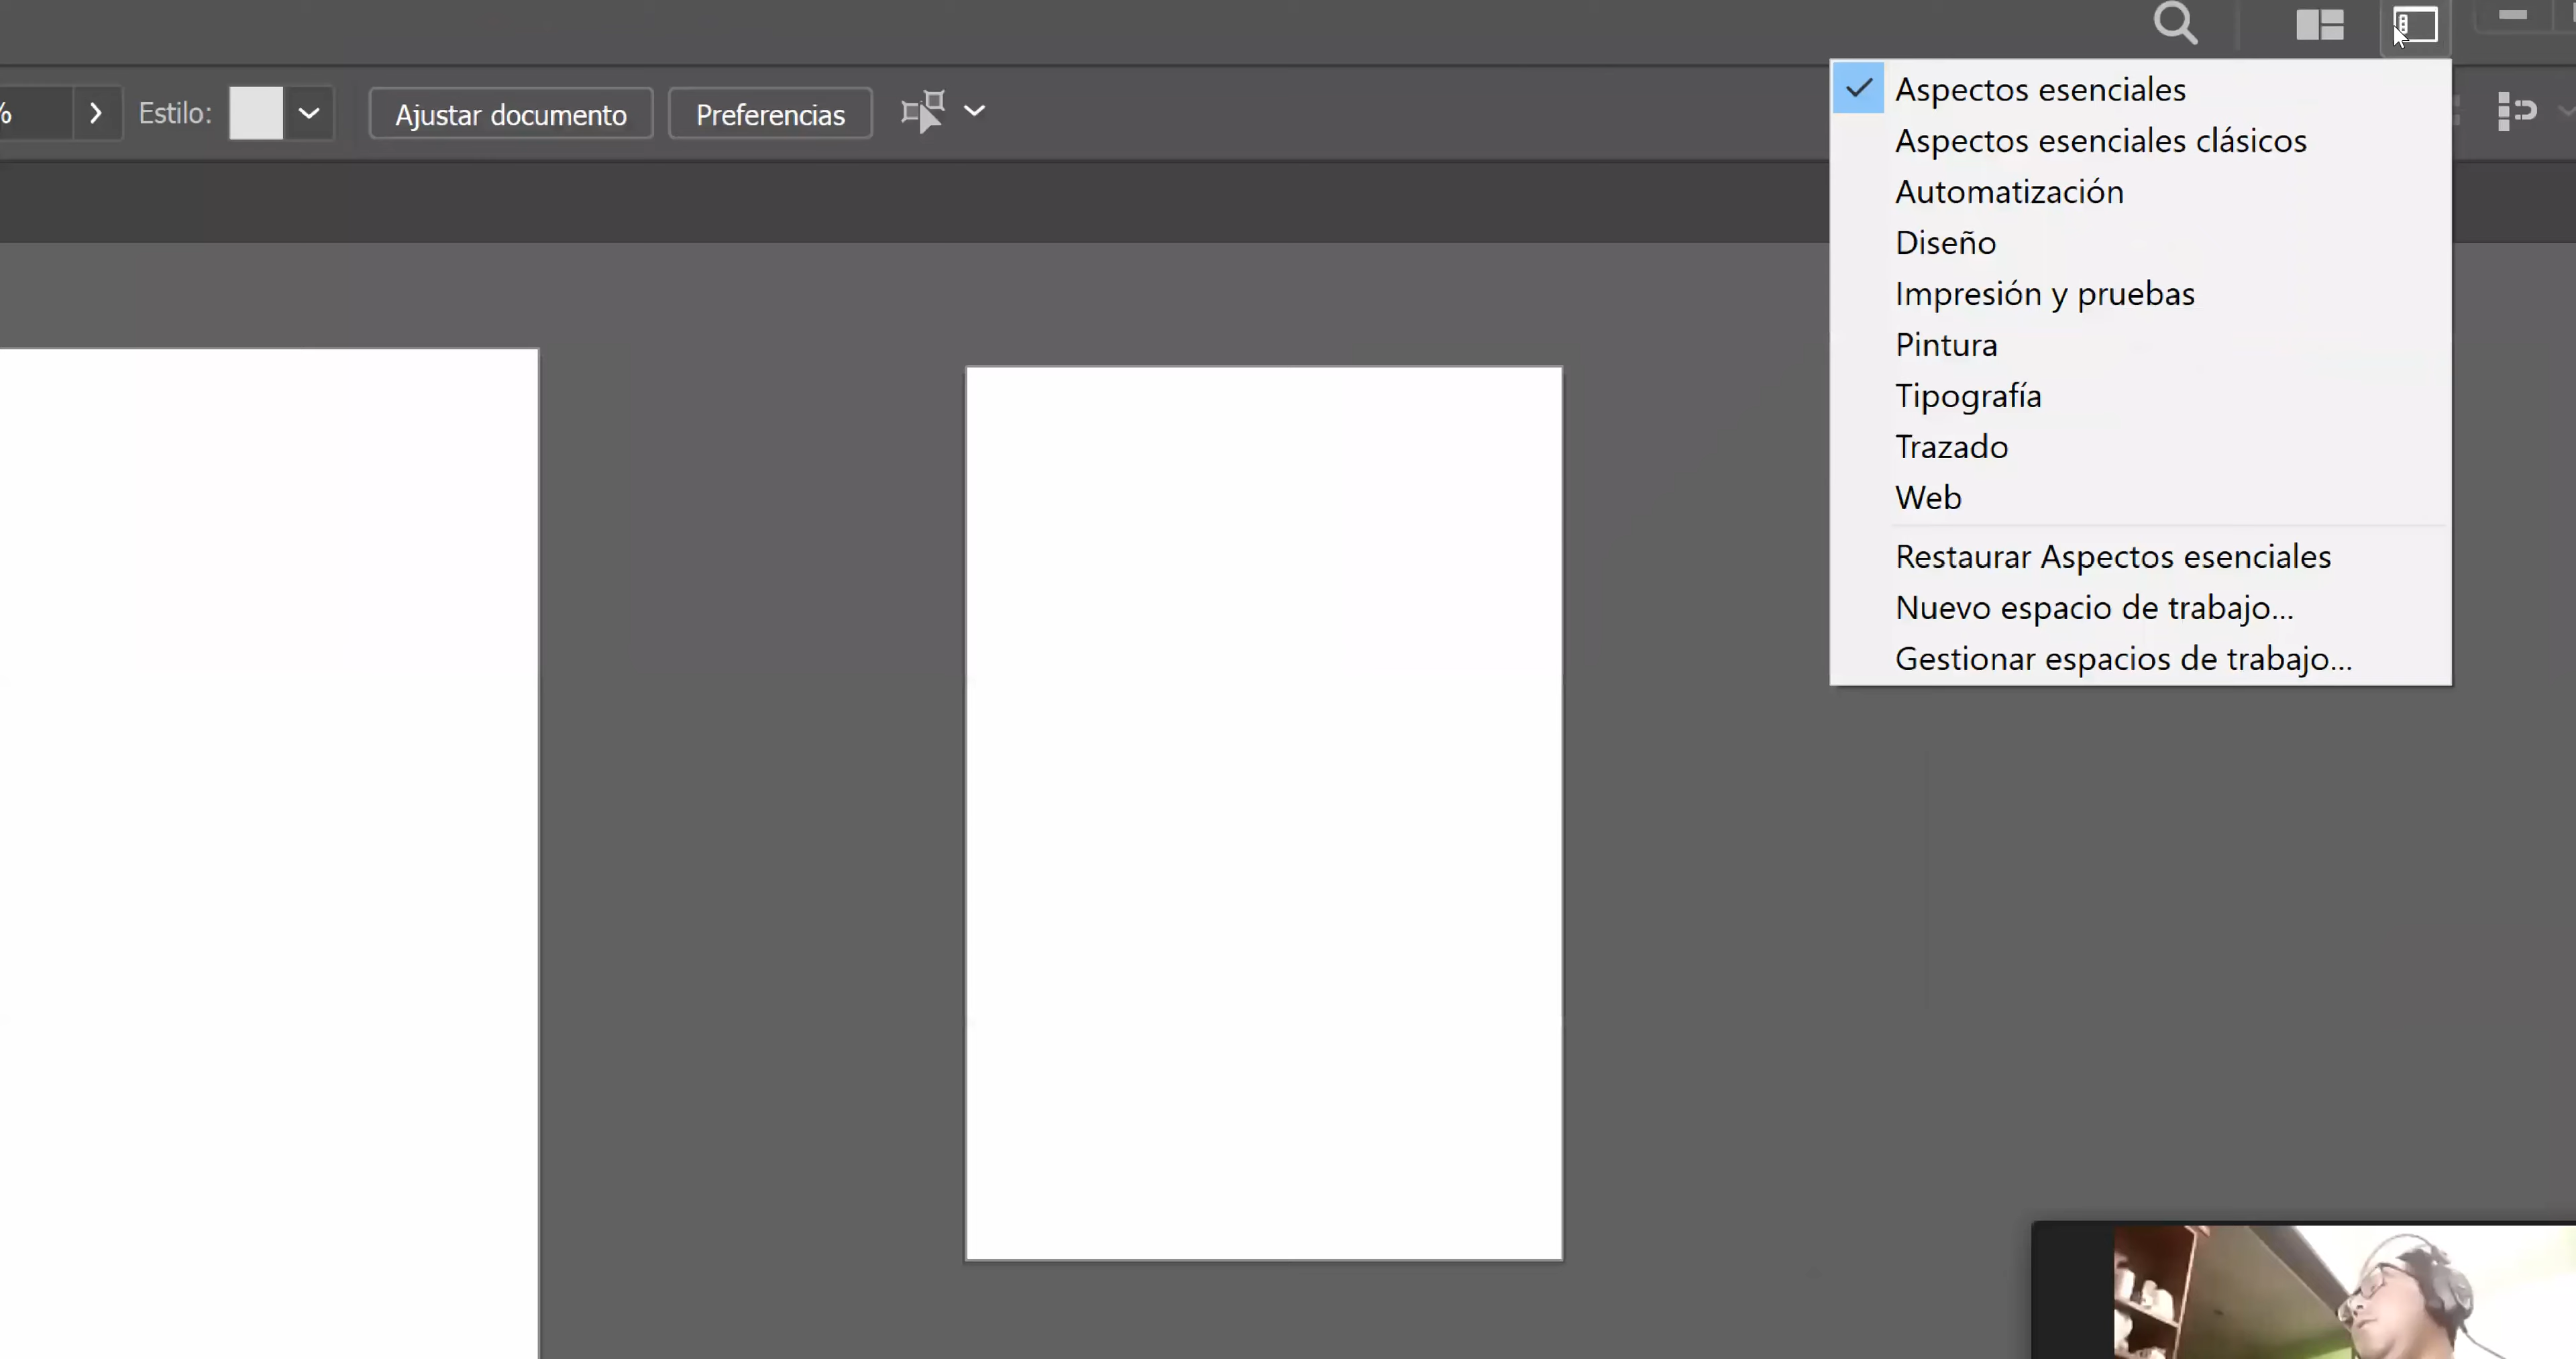 %
Estilo:
Ajustar documento
Preferencias
Aspectos esenciales
Aspectos esenciales clásicos
Automatización
Diseño
Impresión y pruebas
Pintura
Tipografía
Trazado
Web
Restaurar Aspectos esenciales
Nuevo espacio de trabajo...
Gestionar espacios de trabajo...